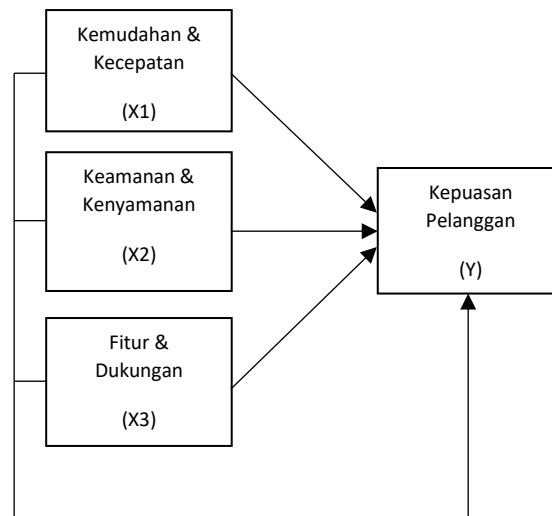 Kemudahan &
Kecepatan
(X1)
Keamanan &
Kenyamanan
(X2)
Fitur &
Dukungan
(X3)
Kepuasan
Pelanggan
(Y)